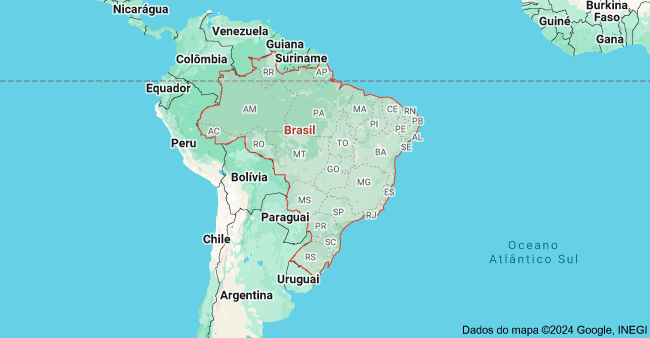 Nicarágua
Burkina
Faso
Guiné
Gana
Venezuela
Guiana
Suriname
Colômbia
RR
AP
Equador
AM
PA
MA
CE
RN
PB
PI
PE
AL
SE
AC
Brasil
TO
BA
RO
MT
Peru
GO
Bolívia
MG
ES
MS
SP
RJ
Paraguai
PR
SC
Chile
RS
Uruguai
Argentina
Oceano
Atlântico Sul
Dados do mapa ©2024 Google, INEGI